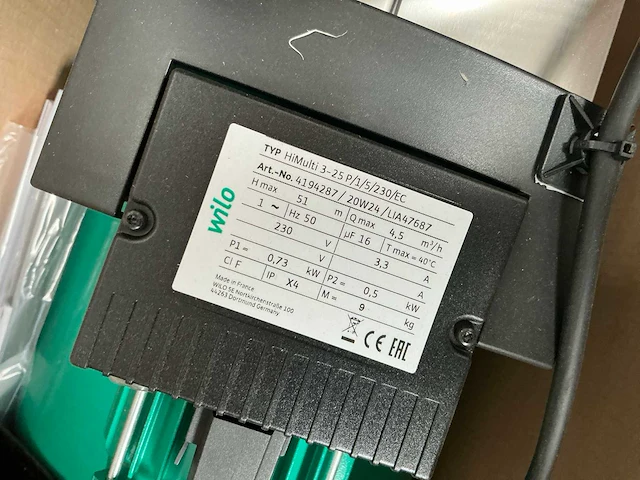 wilo
TYP HiMulti 3-25 P/1/5/230/EC
Art.-No. 4194287 / 20W24 / LIA47687
H max 51 m Q max 4,5 m³/h
1 ~ Hz 50 µF 16 T max = 40°C
230 V 3,3 A
V A
P1 = 0,73 kW P2 = 0,5 kW
Cl F IP X4 M = 9 kg
Made in France
WILO SE Nortkirchenstraße 100
44263 Dortmund Germany
CE EAC